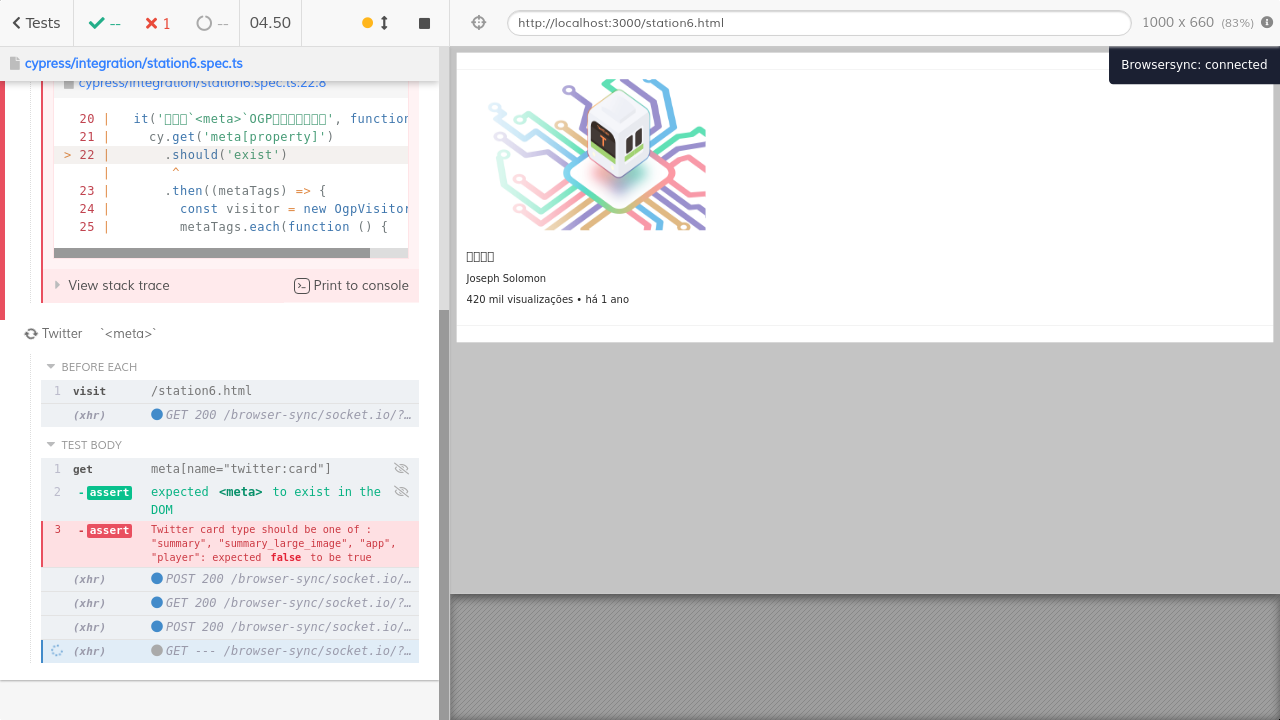 Tests
--
1
--
04.50
http://localhost:3000/station6.html
1000 x 660 (83%)
cypress/integration/station6.spec.ts
Browsersync: connected
cypress/integration/station6.spec.ts:22:8
20 | it('□□□`<meta>`OGP□□□□□□□', function
21 | cy.get('meta[property]')
> 22 | .should('exist')
| ^
23 | .then((metaTags) => {
24 | const visitor = new OgpVisitor
25 | metaTags.each(function () {
View stack trace
Print to console
Twitter `<meta>`
BEFORE EACH
1 visit /station6.html
(xhr) GET 200 /browser-sync/socket.io/?…
TEST BODY
1 get meta[name="twitter:card"]
2 -assert expected <meta> to exist in the
DOM
3 -assert Twitter card type should be one of :
"summary", "summary_large_image", "app",
"player": expected false to be true
(xhr) POST 200 /browser-sync/socket.io/…
(xhr) GET 200 /browser-sync/socket.io/?…
(xhr) POST 200 /browser-sync/socket.io/…
(xhr) GET --- /browser-sync/socket.io/?…
□□□□
Joseph Solomon
420 mil visualizações • há 1 ano